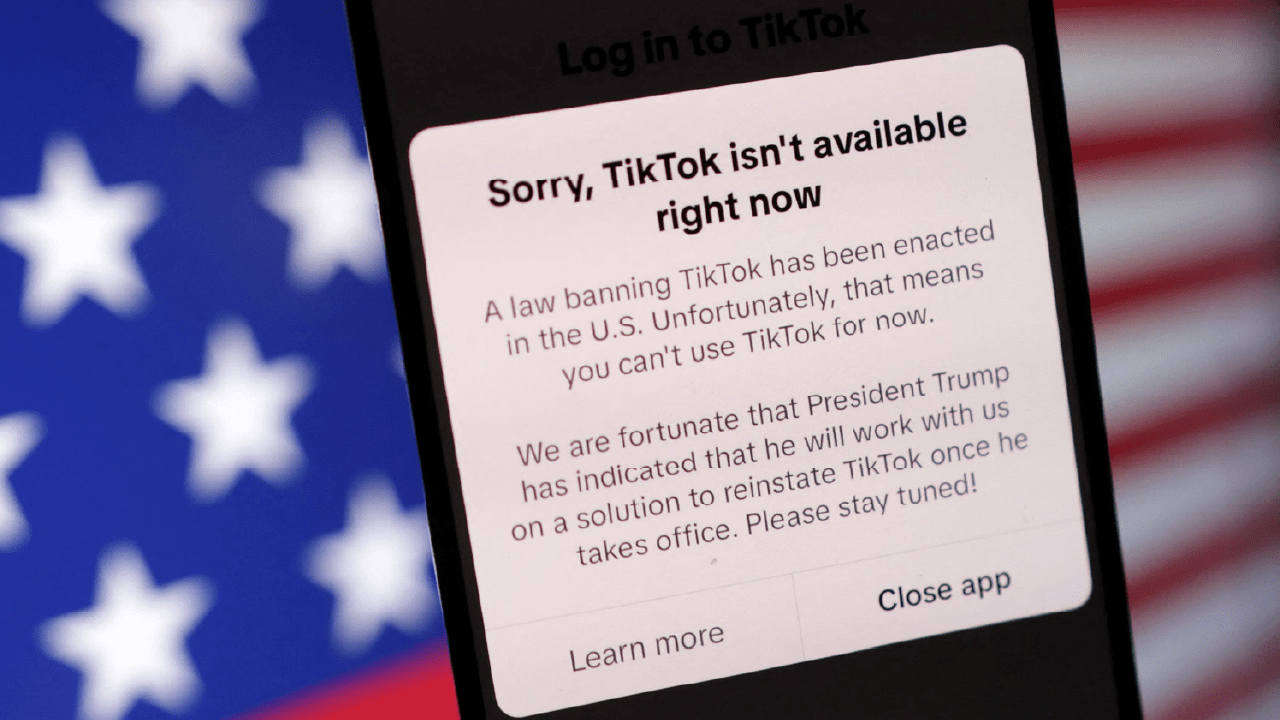 Log in to TikTok
Sorry, TikTok isn't available
right now
A law banning TikTok has been enacted
in the U.S. Unfortunately, that means
you can't use TikTok for now.
We are fortunate that President Trump
has indicated that he will work with us
on a solution to reinstate TikTok once he
takes office. Please stay tuned!
Learn more
Close app